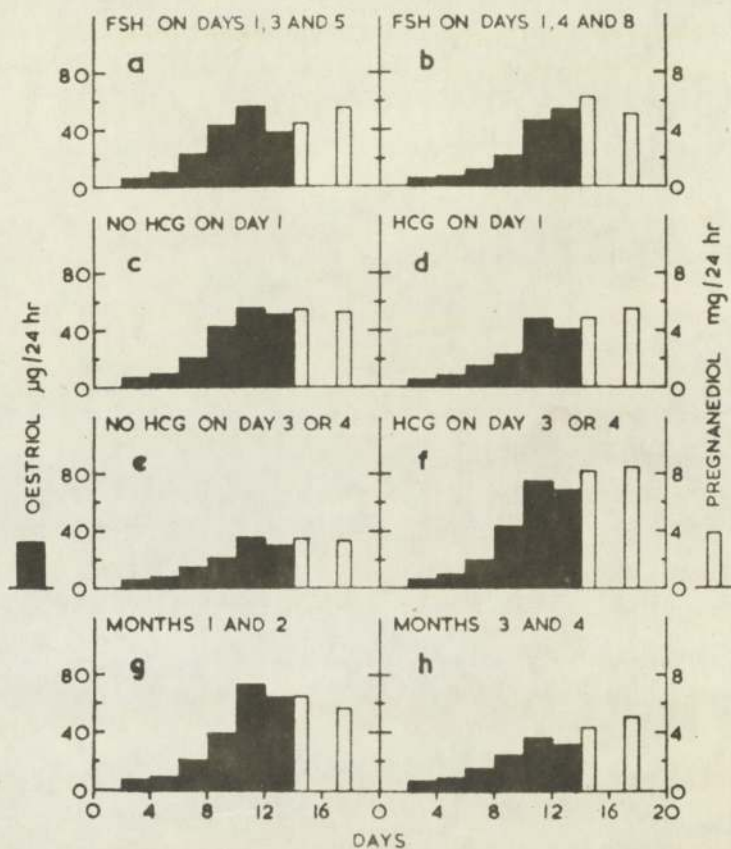 FSH ON DAYS 1, 3 AND 5
FSH ON DAYS 1, 4 AND 8
a
b
80
40
0
8
4
0
NO HCG ON DAY 1
HCG ON DAY 1
c
d
80
40
0
8
4
0
NO HCG ON DAY 3 OR 4
HCG ON DAY 3 OR 4
e
f
80
40
0
8
4
0
MONTHS 1 AND 2
MONTHS 3 AND 4
g
h
80
40
0
8
4
0
0 4 8 12 16 0 4 8 12 16 20
DAYS
OESTRIOL µg/24 hr
PREGNANEDIOL mg/24 hr